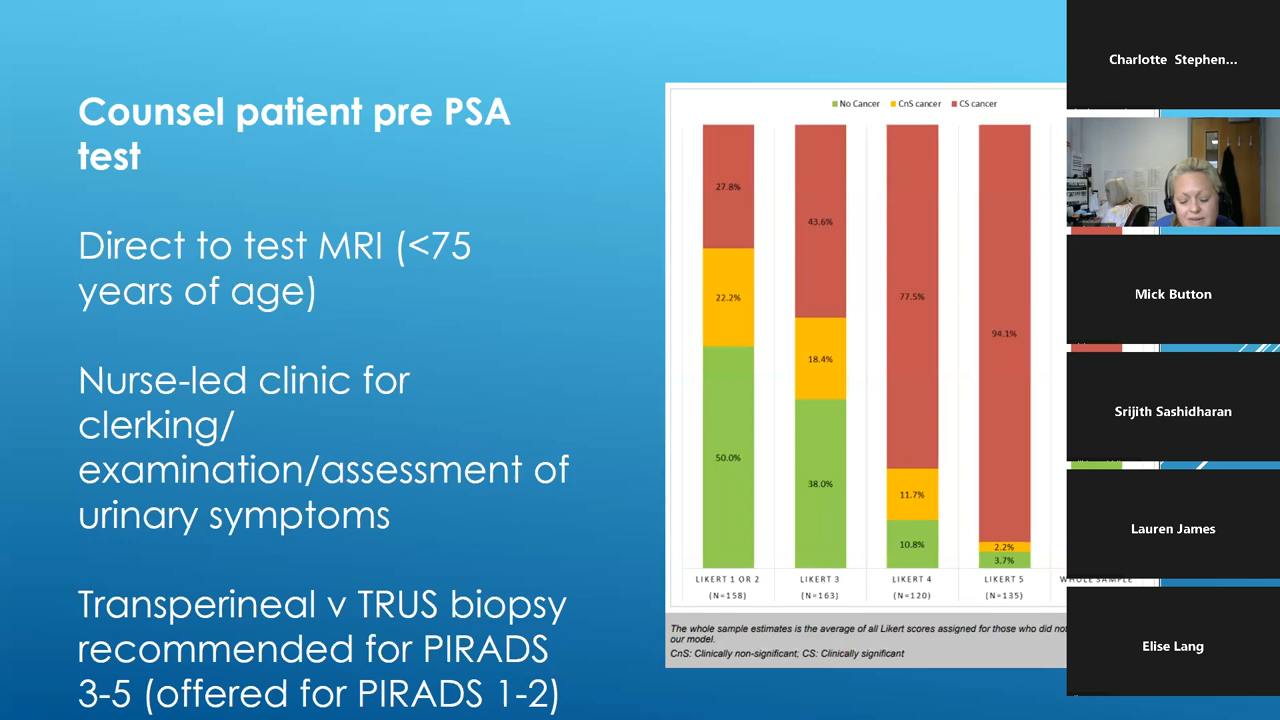 Counsel patient pre PSA
test
Direct to test MRI (<75
years of age)
Nurse-led clinic for
clerking/
examination/assessment of
urinary symptoms
Transperineal v TRUS biopsy
recommended for PIRADS
3-5 (offered for PIRADS 1-2)
No Cancer CnS cancer CS cancer
27.8%
22.2%
50.0%
43.6%
18.4%
38.0%
77.5%
11.7%
10.8%
94.1%
2.2%
3.7%
LIKERT 1 OR 2 LIKERT 3 LIKERT 4 LIKERT 5 WHOLE SAMPLE
(N=158) (N=163) (N=120) (N=135)
The whole sample estimates is the average of all Likert scores assigned for those who did not
our model.
CnS: Clinically non-significant; CS: Clinically significant
Charlotte Stephen...
Mick Button
Srijith Sashidharan
Lauren James
Elise Lang